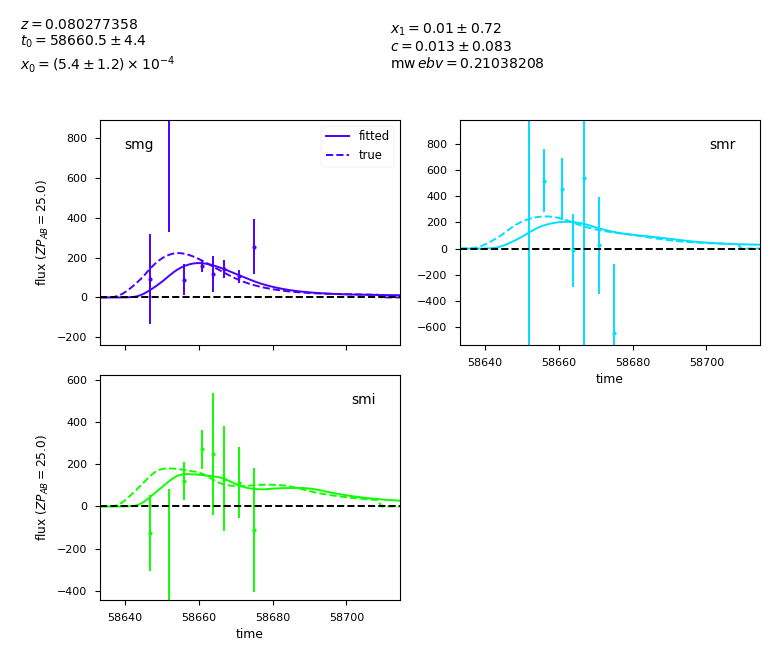 z = 0.080277358
t₀ = 58660.5 ± 4.4
x₀ = (5.4 ± 1.2) × 10⁻⁴
x₁ = 0.01 ± 0.72
c = 0.013 ± 0.083
mw ebv = 0.21038208
smg
fitted
true
800
600
400
200
0
−200
flux (ZP_AB = 25.0)
smr
800
600
400
200
0
−200
−400
−600
58640 58660 58680 58700
time
smi
600
400
200
0
−200
−400
flux (ZP_AB = 25.0)
58640 58660 58680 58700
time